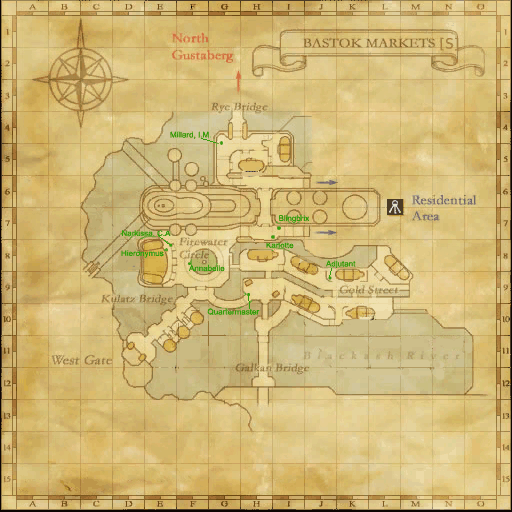 A B C D E F G H I J K L M N O
North
Gustaberg
BASTOK MARKETS [S
Rye Bridge
Millard, I.M
Residential
Area
Blingbrix
Narkissa, C.A
Karlotte
Firewater
Circle
Hieronymus
Annabelle
Adjutant
Gold Street
Kulatz Bridge
Quartermaster
West Gate
Blackash River
Galkan Bridge
1
2
3
4
5
6
7
8
9
10
11
12
13
14
15
A B C D E F G H I J K L M N O